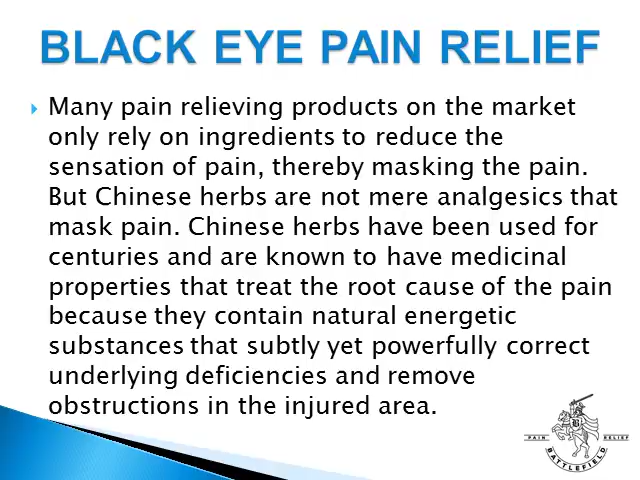 BLACK EYE PAIN RELIEF
Many pain relieving products on the market
only rely on ingredients to reduce the
sensation of pain, thereby masking the pain.
But Chinese herbs are not mere analgesics that
mask pain. Chinese herbs have been used for
centuries and are known to have medicinal
properties that treat the root cause of the pain
because they contain natural energetic
substances that subtly yet powerfully correct
underlying deficiencies and remove
obstructions in the injured area.
PAIN RELIEF
BATTLEFIELD